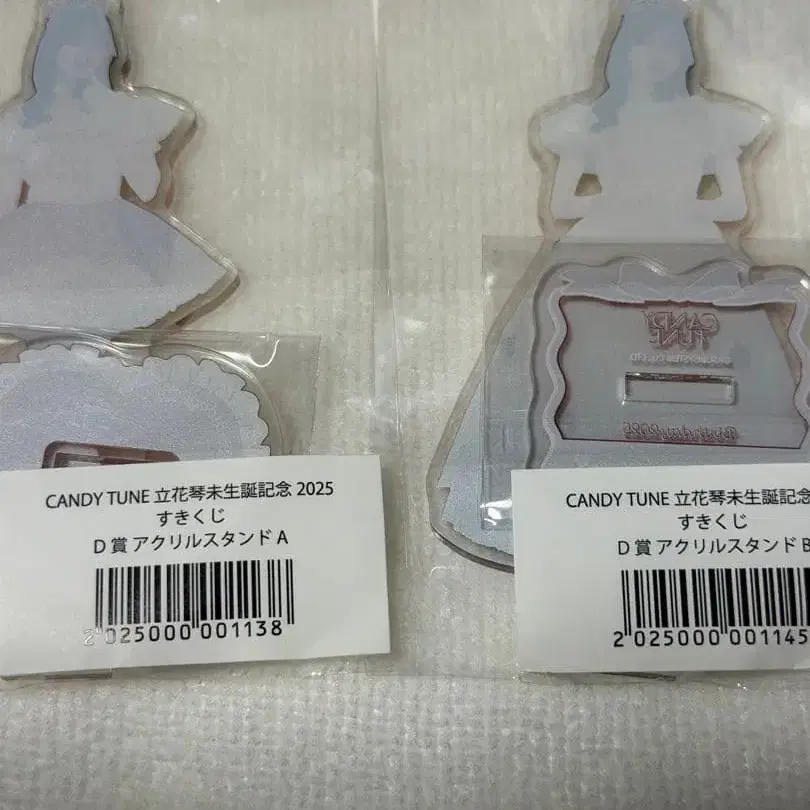 CANDY TUNE 立花琴未生誕記念 2025
すきくじ
D 賞 アクリルスタンド A
2 025000 001138
CANDY
TUNE
CANDY TUNE 立花琴未生誕記念
すきくじ
D 賞 アクリルスタンド B
2 025000 001145